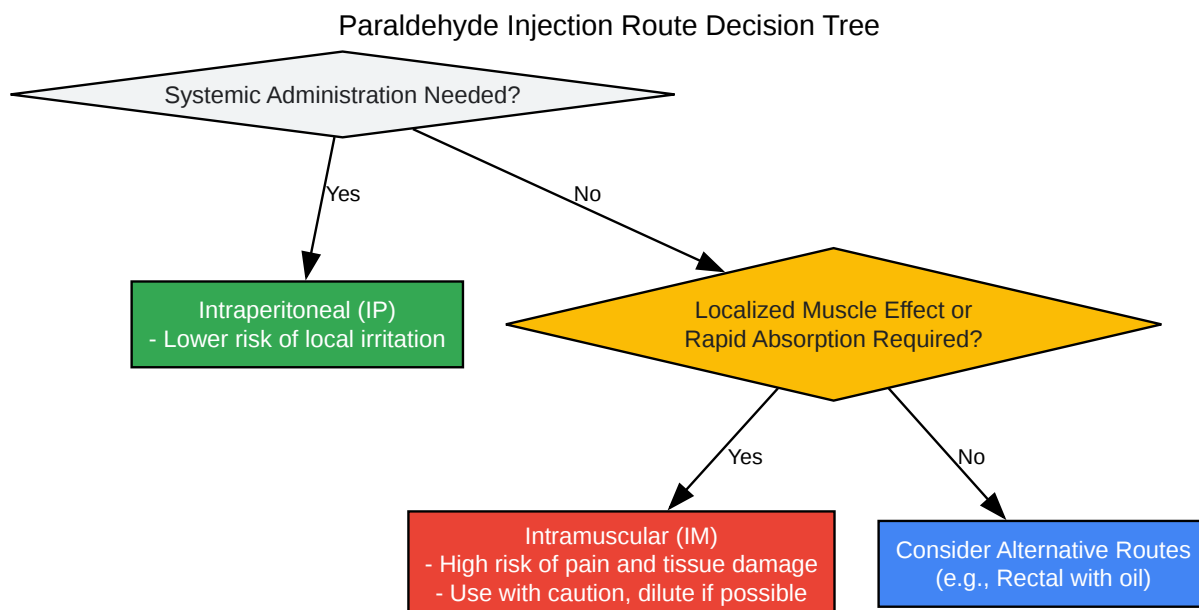 Paraldehyde Injection Route Decision Tree
Systemic Administration Needed?
Yes
No
Intraperitoneal (IP)
- Lower risk of local irritation
Localized Muscle Effect or
Rapid Absorption Required?
Yes
No
Intramuscular (IM)
- High risk of pain and tissue damage
- Use with caution, dilute if possible
Consider Alternative Routes
(e.g., Rectal with oil)